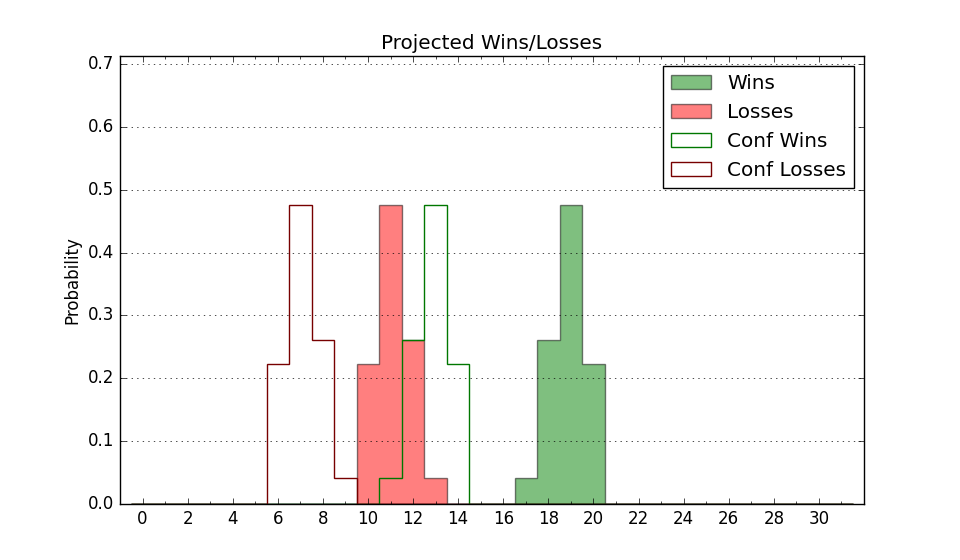 Projected Wins/Losses
Wins
Losses
Conf Wins
Conf Losses
Probability
0.7
0.6
0.5
0.4
0.3
0.2
0.1
0.0
0 2 4 6 8 10 12 14 16 18 20 22 24 26 28 30